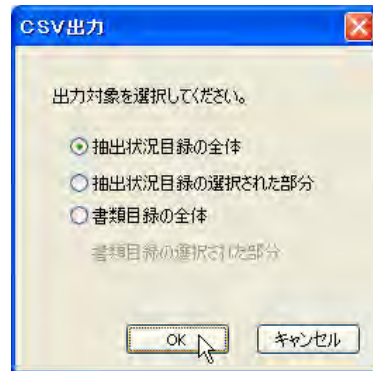 CSV出力
出力対象を選択してください。
抽出状況目録の全体
抽出状況目録の選択された部分
書類目録の全体
書類目録の選択された部分
OK
キャンセル